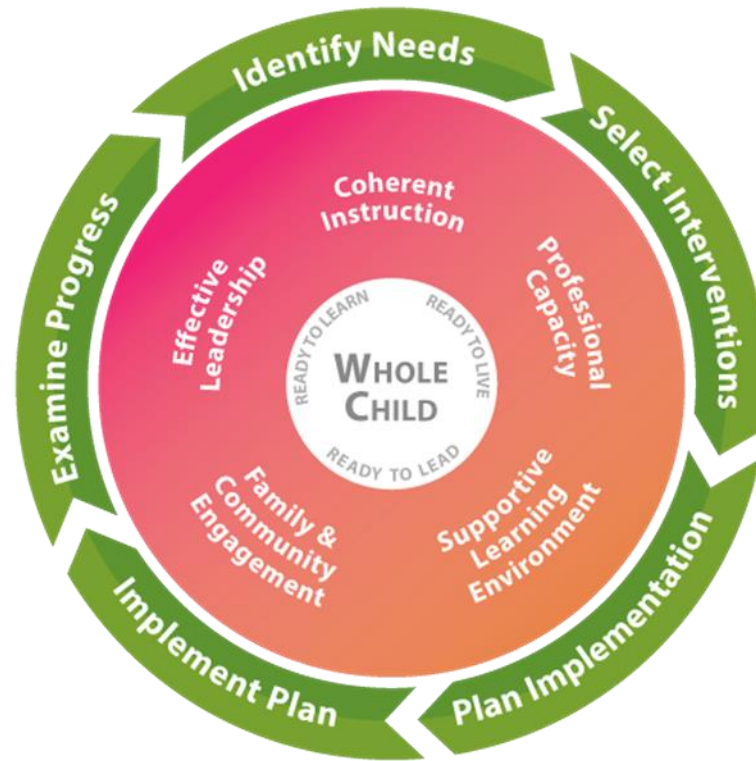 Identify Needs
Select Interventions
Plan Implementation
Implement Plan
Examine Progress
Coherent
Instruction
Professional
Capacity
Supportive
Learning
Environment
Family &
Community
Engagement
Effective
Leadership
READY TO LEARN
READY TO LIVE
READY TO LEAD
WHOLE
CHILD